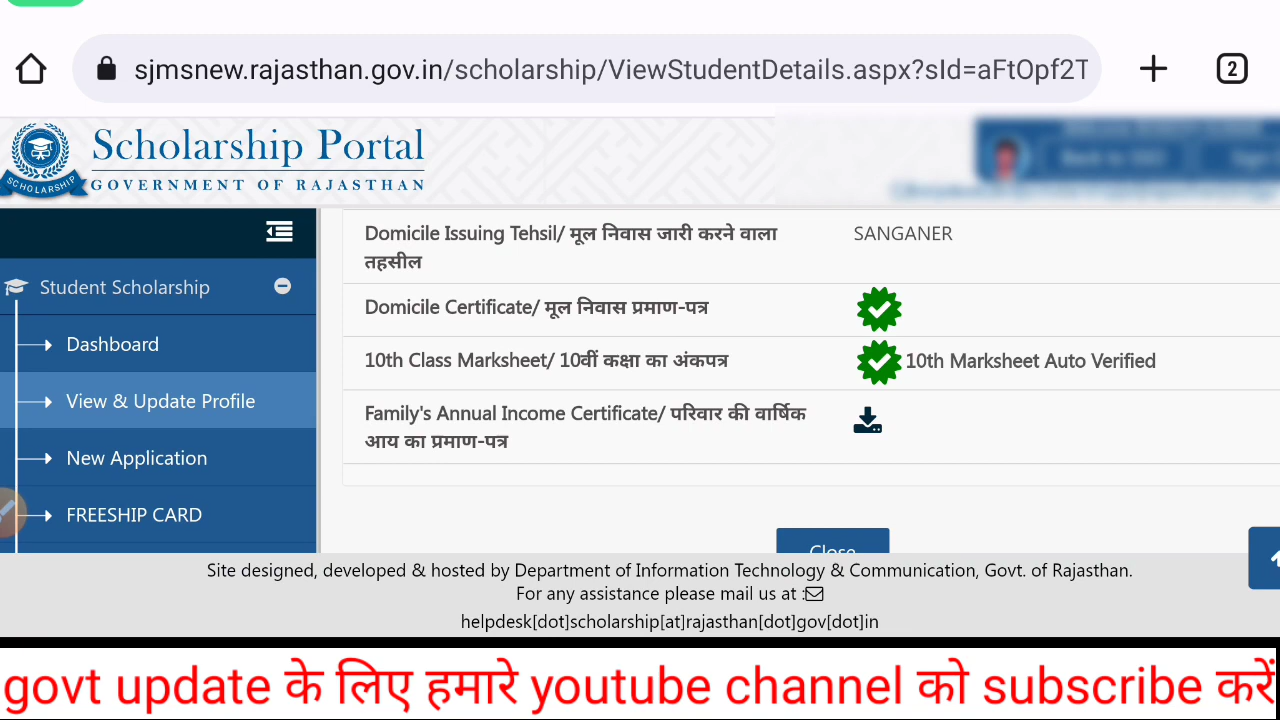 sjmsnew.rajasthan.gov.in/scholarship/ViewStudentDetails.aspx?sId=aFtOpf2T
2
Scholarship Portal
GOVERNMENT OF RAJASTHAN
SCHOLARSHIP
Domicile Issuing Tehsil/ मूल निवास जारी करने वाला
तहसील
SANGANER
Student Scholarship
Domicile Certificate/ मूल निवास प्रमाण-पत्र
Dashboard
10th Class Marksheet/ 10वीं कक्षा का अंकपत्र
10th Marksheet Auto Verified
View & Update Profile
Family's Annual Income Certificate/ परिवार की वार्षिक
आय का प्रमाण-पत्र
New Application
FREESHIP CARD
Close
Site designed, developed & hosted by Department of Information Technology & Communication, Govt. of Rajasthan.
For any assistance please mail us at :
helpdesk[dot]scholarship[at]rajasthan[dot]gov[dot]in
govt update के लिए हमारे youtube channel को subscribe करें